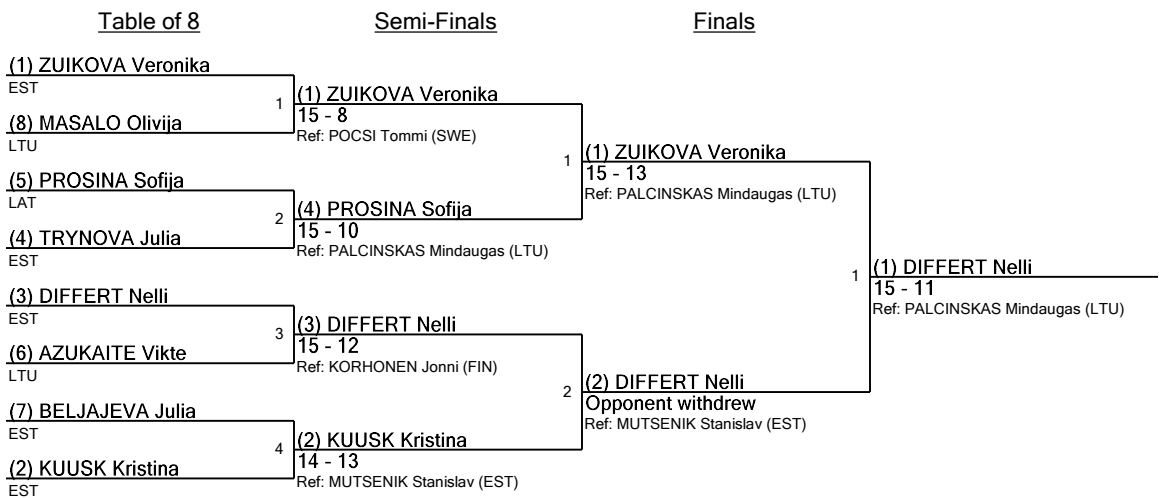 Table of 8
Semi-Finals
Finals
(1) ZUIKOVA Veronika
EST
(8) MASALO Olivija
LTU
(5) PROSINA Sofija
LAT
(4) TRYNOVA Julia
EST
(3) DIFFERT Nelli
EST
(6) AZUKAITE Vikte
LTU
(7) BELJAJEVA Julia
EST
(2) KUUSK Kristina
EST
1
(1) ZUIKOVA Veronika
15 - 8
Ref: POCSI Tommi (SWE)
2
(4) PROSINA Sofija
15 - 10
Ref: PALCINSKAS Mindaugas (LTU)
3
(3) DIFFERT Nelli
15 - 12
Ref: KORHONEN Jonni (FIN)
4
(2) KUUSK Kristina
14 - 13
Ref: MUTSENIK Stanislav (EST)
1
(1) ZUIKOVA Veronika
15 - 13
Ref: PALCINSKAS Mindaugas (LTU)
2
(2) DIFFERT Nelli
Opponent withdrew
Ref: MUTSENIK Stanislav (EST)
1
(1) DIFFERT Nelli
15 - 11
Ref: PALCINSKAS Mindaugas (LTU)